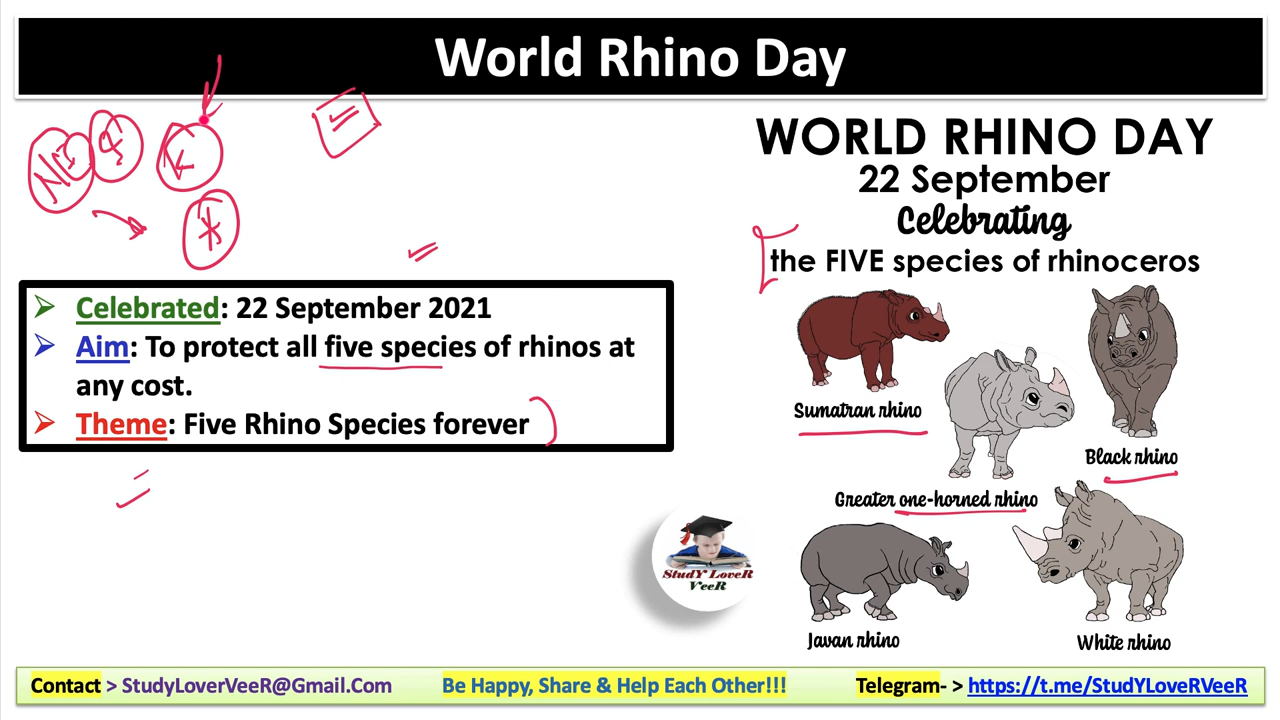 World Rhino Day
WORLD RHINO DAY
22 September
Celebrating
the FIVE species of rhinoceros
➢ Celebrated: 22 September 2021
➢ Aim: To protect all five species of rhinos at
any cost.
➢ Theme: Five Rhino Species forever
Sumatran rhino
Black rhino
Greater one-horned rhino
Javan rhino
White rhino
StudY LoveR
VeeR
Contact > StudyLoverVeeR@Gmail.Com
Be Happy, Share & Help Each Other!!!
Telegram- > https://t.me/StudYLoveRVeeR